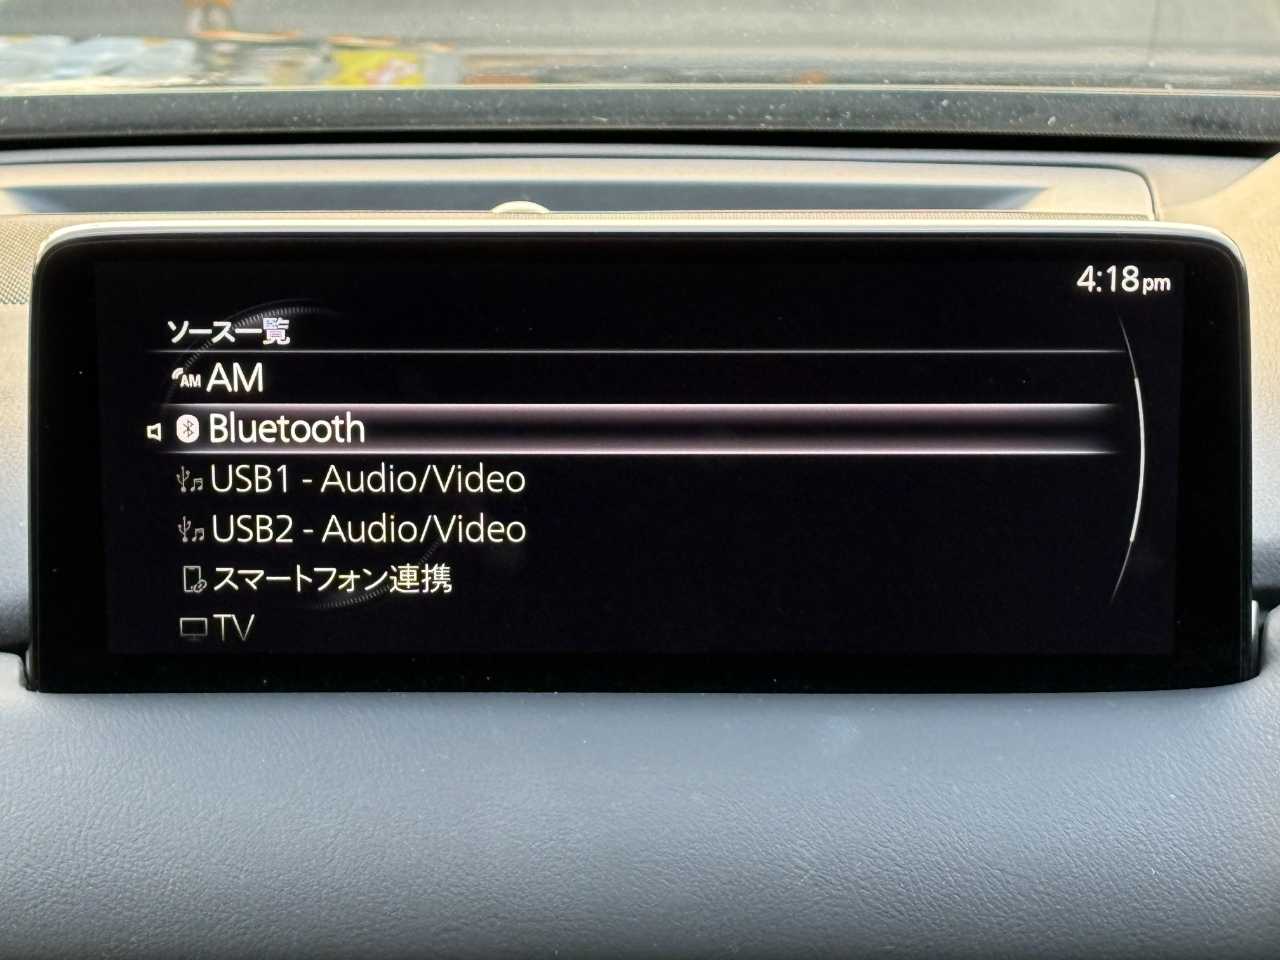 4:18pm
ソース一覧
AM AM
Bluetooth
USB1 - Audio/Video
USB2 - Audio/Video
スマートフォン連携
TV